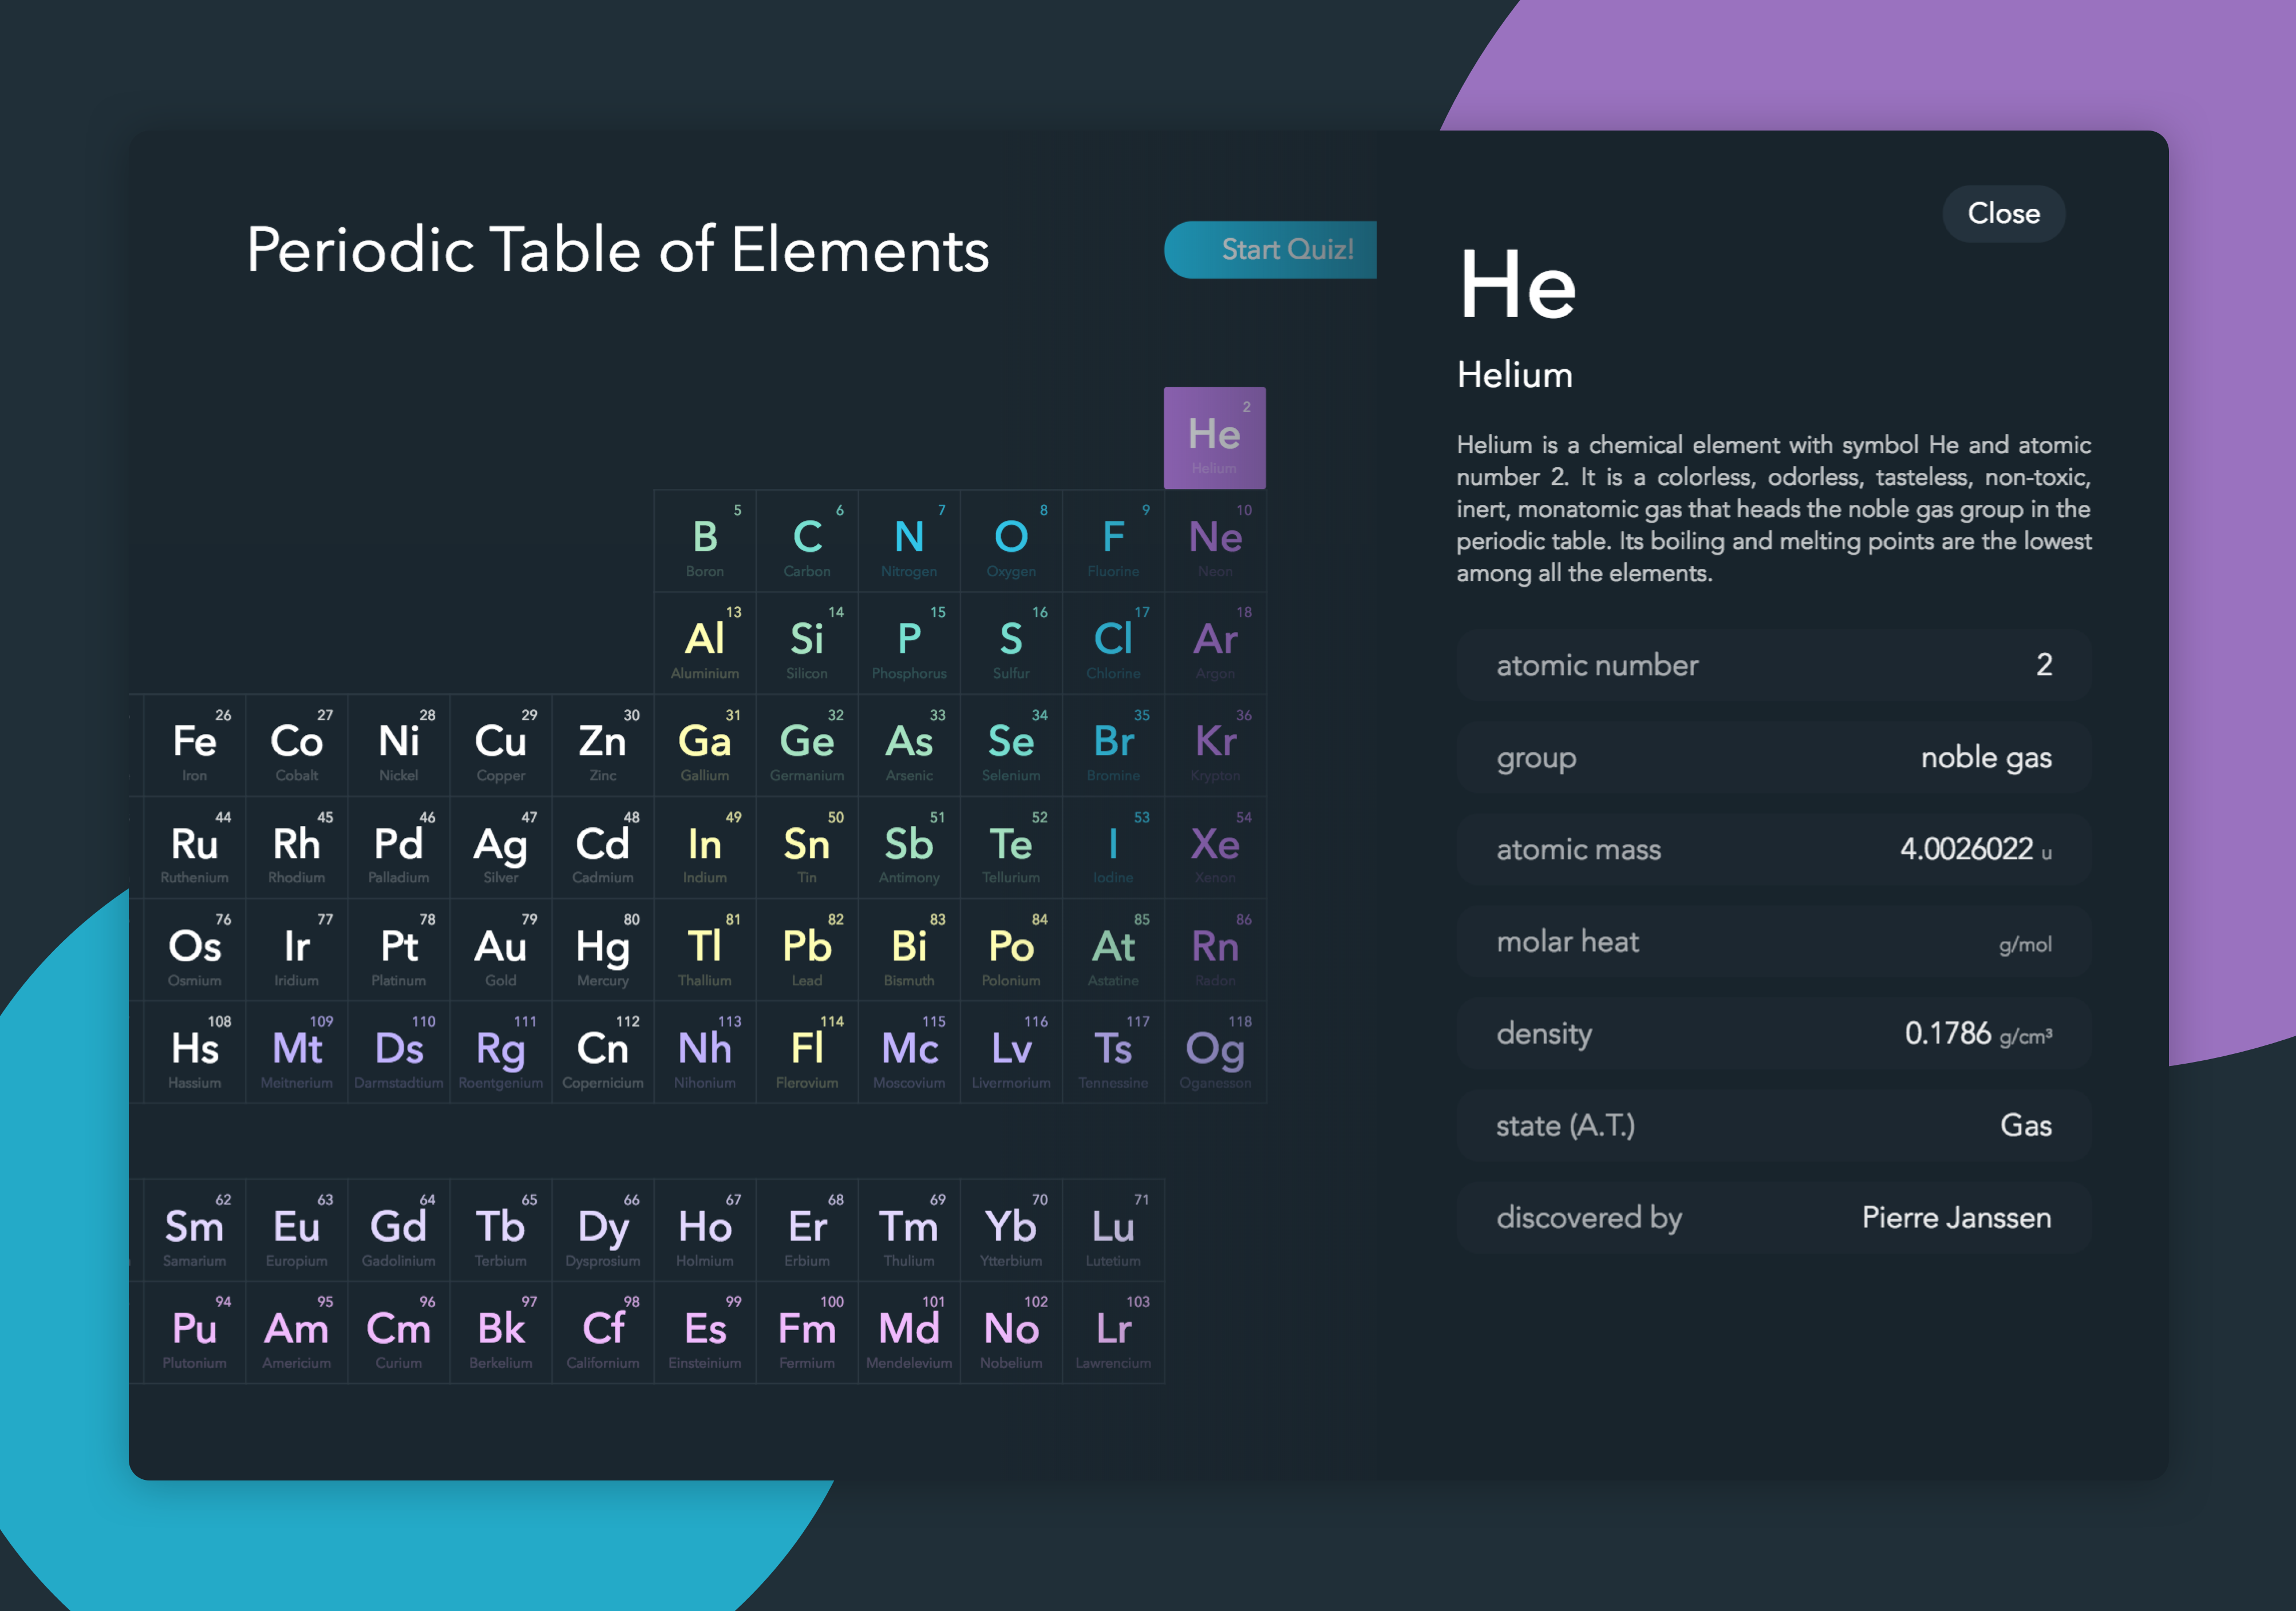 Periodic Table of Elements
Start Quiz!
2
He
Helium
5 6 7 8 9 10
B C N O F Ne
Boron Carbon Nitrogen Oxygen Fluorine Neon
13 14 15 16 17 18
Al Si P S Cl Ar
Aluminium Silicon Phosphorus Sulfur Chlorine Argon
26 27 28 29 30 31 32 33 34 35 36
Fe Co Ni Cu Zn Ga Ge As Se Br Kr
Iron Cobalt Nickel Copper Zinc Gallium Germanium Arsenic Selenium Bromine Krypton
44 45 46 47 48 49 50 51 52 53 54
Ru Rh Pd Ag Cd In Sn Sb Te I Xe
Ruthenium Rhodium Palladium Silver Cadmium Indium Tin Antimony Tellurium Iodine Xenon
76 77 78 79 80 81 82 83 84 85 86
Os Ir Pt Au Hg Tl Pb Bi Po At Rn
Osmium Iridium Platinum Gold Mercury Thallium Lead Bismuth Polonium Astatine Radon
108 109 110 111 112 113 114 115 116 117 118
Hs Mt Ds Rg Cn Nh Fl Mc Lv Ts Og
Hassium Meitnerium Darmstadtium Roentgenium Copernicium Nihonium Flerovium Moscovium Livermorium Tennessine Oganesson
62 63 64 65 66 67 68 69 70 71
Sm Eu Gd Tb Dy Ho Er Tm Yb Lu
Samarium Europium Gadolinium Terbium Dysprosium Holmium Erbium Thulium Ytterbium Lutetium
94 95 96 97 98 99 100 101 102 103
Pu Am Cm Bk Cf Es Fm Md No Lr
Plutonium Americium Curium Berkelium Californium Einsteinium Fermium Mendelevium Nobelium Lawrencium
Close
He
Helium
Helium is a chemical element with symbol He and atomic
number 2. It is a colorless, odorless, tasteless, non-toxic,
inert, monatomic gas that heads the noble gas group in the
periodic table. Its boiling and melting points are the lowest
among all the elements.
atomic number 2
group noble gas
atomic mass 4.0026022 u
molar heat g/mol
density 0.1786 g/cm³
state (A.T.) Gas
discovered by Pierre Janssen